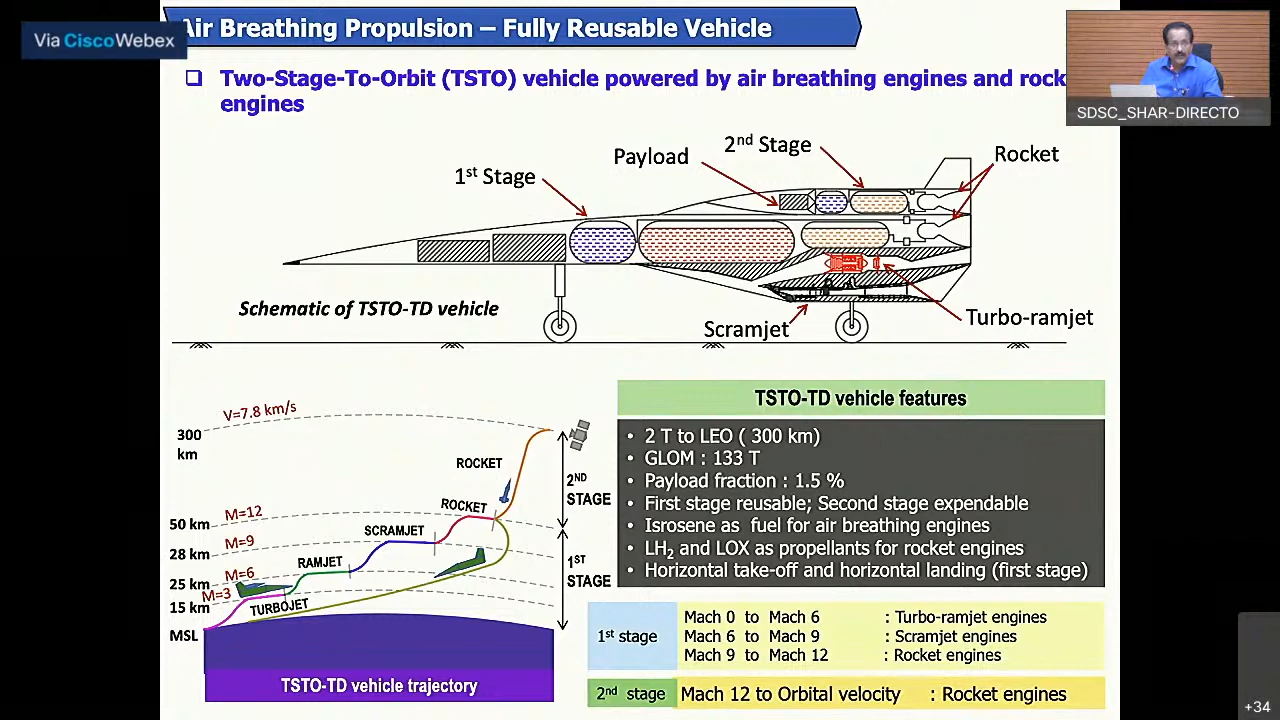 Via CiscoWebex
Air Breathing Propulsion – Fully Reusable Vehicle
SDSC_SHAR-DIRECTO
❑ Two-Stage-To-Orbit (TSTO) vehicle powered by air breathing engines and rock
engines
2nd Stage
Payload
Rocket
1st Stage
Schematic of TSTO-TD vehicle
Scramjet
Turbo-ramjet
V=7.8 km/s
300
km
ROCKET
2ND
STAGE
M=12
ROCKET
50 km
SCRAMJET
M=9
28 km
RAMJET
1ST
STAGE
M=6
25 km
M=3
15 km
TURBOJET
MSL
TSTO-TD vehicle trajectory
TSTO-TD vehicle features
• 2 T to LEO ( 300 km)
• GLOM : 133 T
• Payload fraction : 1.5 %
• First stage reusable; Second stage expendable
• Isrosene as fuel for air breathing engines
• LH2 and LOX as propellants for rocket engines
• Horizontal take-off and horizontal landing (first stage)
1st stage
Mach 0 to Mach 6 : Turbo-ramjet engines
Mach 6 to Mach 9 : Scramjet engines
Mach 9 to Mach 12 : Rocket engines
2nd stage Mach 12 to Orbital velocity : Rocket engines
+34